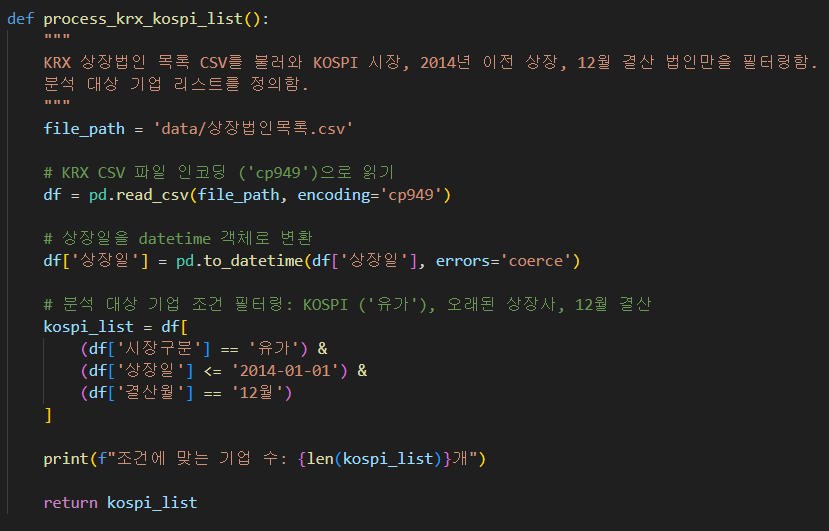 def process_krx_kospi_list():
    """
    KRX 상장법인 목록 CSV를 불러와 KOSPI 시장, 2014년 이전 상장, 12월 결산 법인만을 필터링함.
    분석 대상 기업 리스트를 정의함.
    """
    file_path = 'data/상장법인목록.csv'

    # KRX CSV 파일 인코딩 ('cp949')으로 읽기
    df = pd.read_csv(file_path, encoding='cp949')

    # 상장일을 datetime 객체로 변환
    df['상장일'] = pd.to_datetime(df['상장일'], errors='coerce')

    # 분석 대상 기업 조건 필터링: KOSPI ('유가'), 오래된 상장사, 12월 결산
    kospi_list = df[
        (df['시장구분'] == '유가') &
        (df['상장일'] <= '2014-01-01') &
        (df['결산월'] == '12월')
    ]

    print(f"조건에 맞는 기업 수: {len(kospi_list)}개")

    return kospi_list